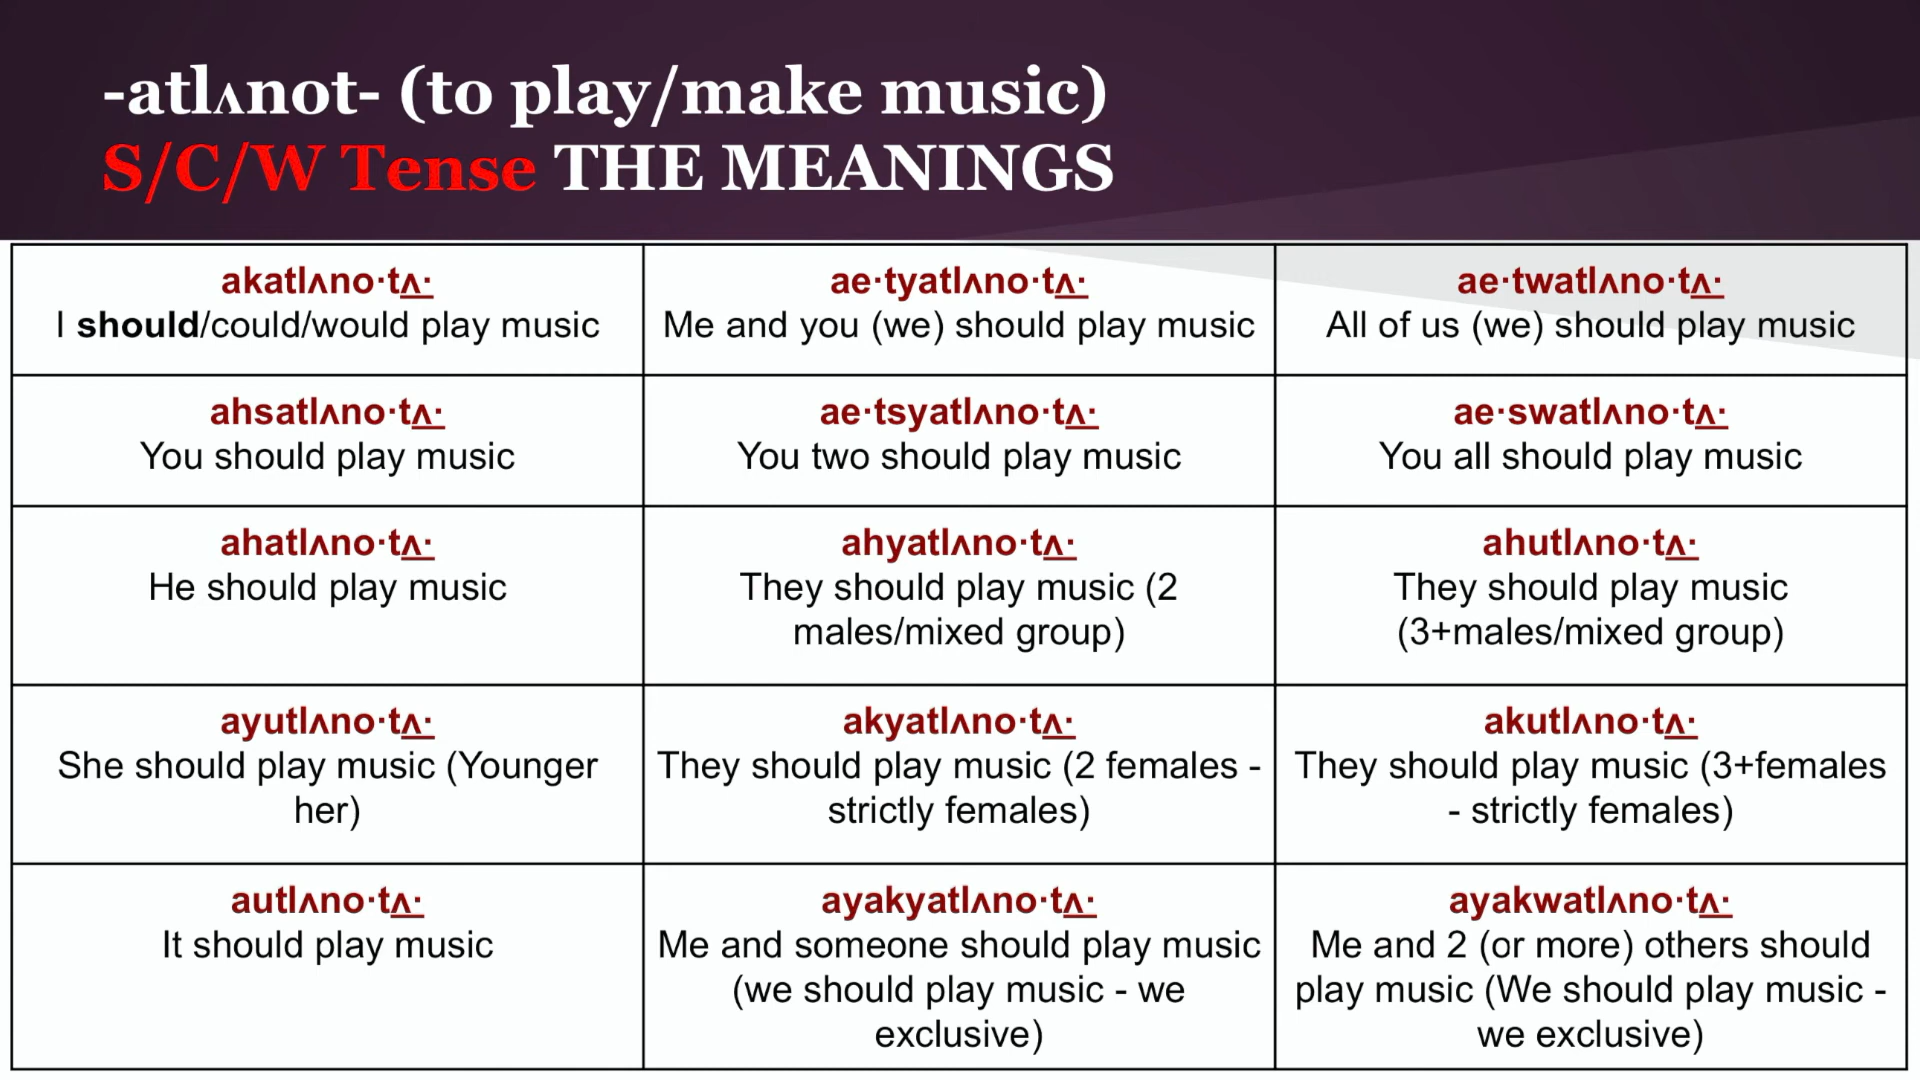 -atlʌnot- (to play/make music)
S/C/W Tense THE MEANINGS
akatlʌno·tʌ·
I should/could/would play music
ae·tyatlʌno·tʌ·
Me and you (we) should play music
ae·twatlʌno·tʌ·
All of us (we) should play music
ahsatlʌno·tʌ·
You should play music
ae·tsyatlʌno·tʌ·
You two should play music
ae·swatlʌno·tʌ·
You all should play music
ahatlʌno·tʌ·
He should play music
ahyatlʌno·tʌ·
They should play music (2
males/mixed group)
ahutlʌno·tʌ·
They should play music
(3+males/mixed group)
ayutlʌno·tʌ·
She should play music (Younger
her)
akyatlʌno·tʌ·
They should play music (2 females -
strictly females)
akutlʌno·tʌ·
They should play music (3+females
- strictly females)
autlʌno·tʌ·
It should play music
ayakyatlʌno·tʌ·
Me and someone should play music
(we should play music - we
exclusive)
ayakwatlʌno·tʌ·
Me and 2 (or more) others should
play music (We should play music -
we exclusive)